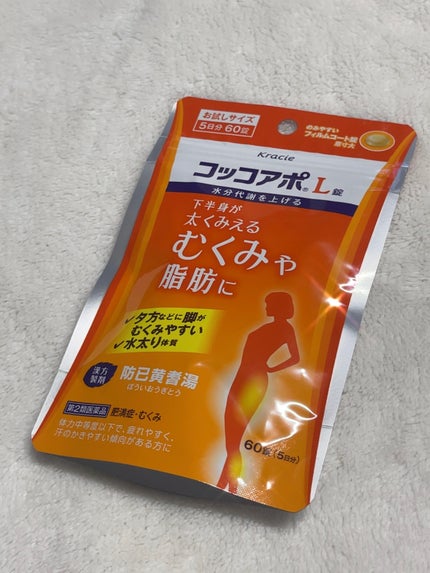 お試しサイズ
5日分 60錠
のみやすい
フィルムコート錠
原寸大
Kracie
コッコアポ®L錠
水分代謝を上げる
下半身が
太くみえる
むくみや
脂肪に
夕方などに脚が
むくみやすい
水太り体質
漢方
製剤
防已黄耆湯
ぼういおうぎとう
第2類医薬品 肥満症・むくみ
体力中等度以下で、疲れやすく、
汗のかきやすい傾向がある方に
60錠(5日分)